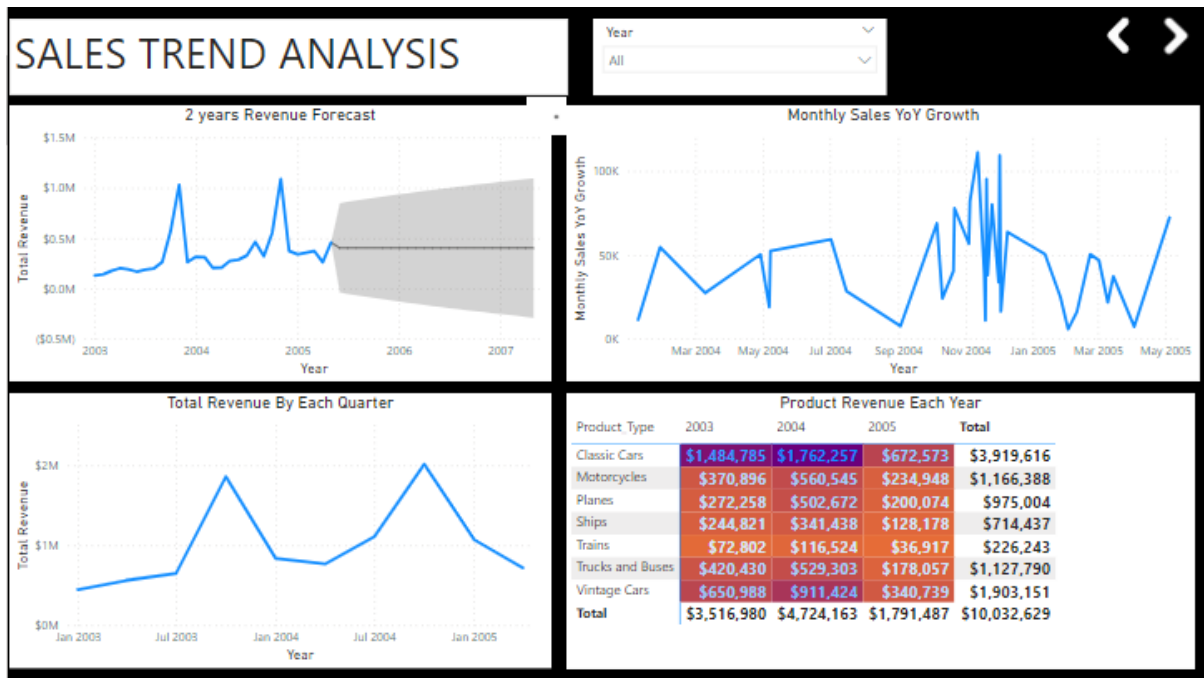 SALES TREND ANALYSIS
Year
All
2 years Revenue Forecast
Total Revenue
$1.5M
$1.0M
$0.5M
$0.0M
($0.5M)
2003 2004 2005 2006 2007
Year
Monthly Sales YoY Growth
Monthly Sales YoY Growth
100K
50K
0K
Mar 2004 May 2004 Jul 2004 Sep 2004 Nov 2004 Jan 2005 Mar 2005 May 2005
Year
Total Revenue By Each Quarter
Total Revenue
$2M
$1M
$0M
Jan 2003 Jul 2003 Jan 2004 Jul 2004 Jan 2005
Year
Product Revenue Each Year
Product_Type 2003 2004 2005 Total
Classic Cars $1,484,785 $1,762,257 $672,573 $3,919,616
Motorcycles $370,896 $560,545 $234,948 $1,166,388
Planes $272,258 $502,672 $200,074 $975,004
Ships $244,821 $341,438 $128,178 $714,437
Trains $72,802 $116,524 $36,917 $226,243
Trucks and Buses $420,430 $529,303 $178,057 $1,127,790
Vintage Cars $650,988 $911,424 $340,739 $1,903,151
Total $3,516,980 $4,724,163 $1,791,487 $10,032,629